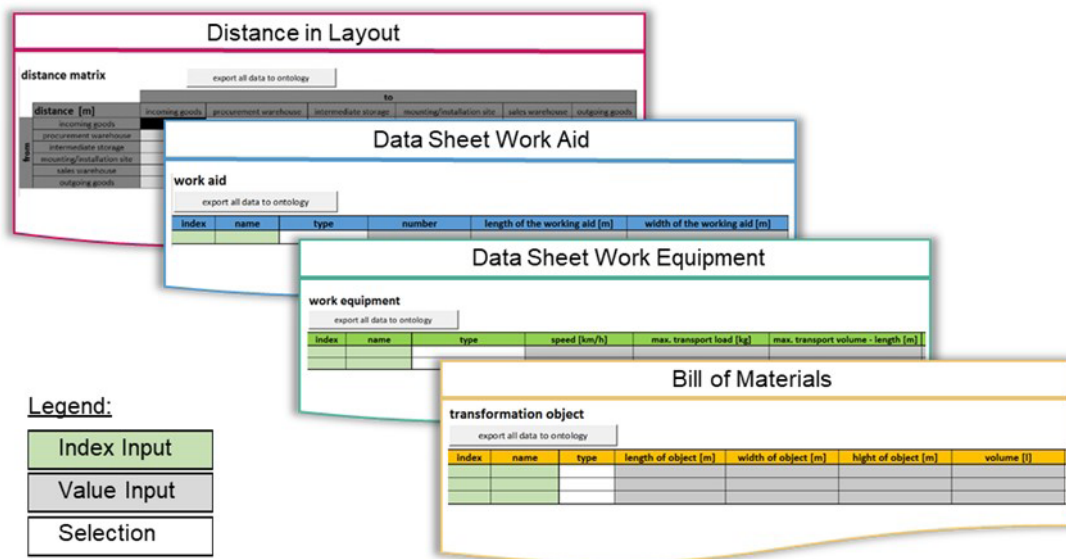 Distance in Layout
distance matrix
export all data to ontology
to
distance [m] incoming goods procurement warehouse intermediate storage mounting/installation site sales warehouse outgoing goods
from
incoming goods
procurement warehouse
intermediate storage
mounting/installation site
sales warehouse
outgoing goods
Data Sheet Work Aid
work aid
export all data to ontology
index name type number length of the working aid [m] width of the working aid [m]
Data Sheet Work Equipment
work equipment
export all data to ontology
index name type speed [km/h] max. transport load [kg] max. transport volume - length [m]
Bill of Materials
transformation object
export all data to ontology
index name type length of object [m] width of object [m] hight of object [m] volume [l]
Legend:
Index Input
Value Input
Selection